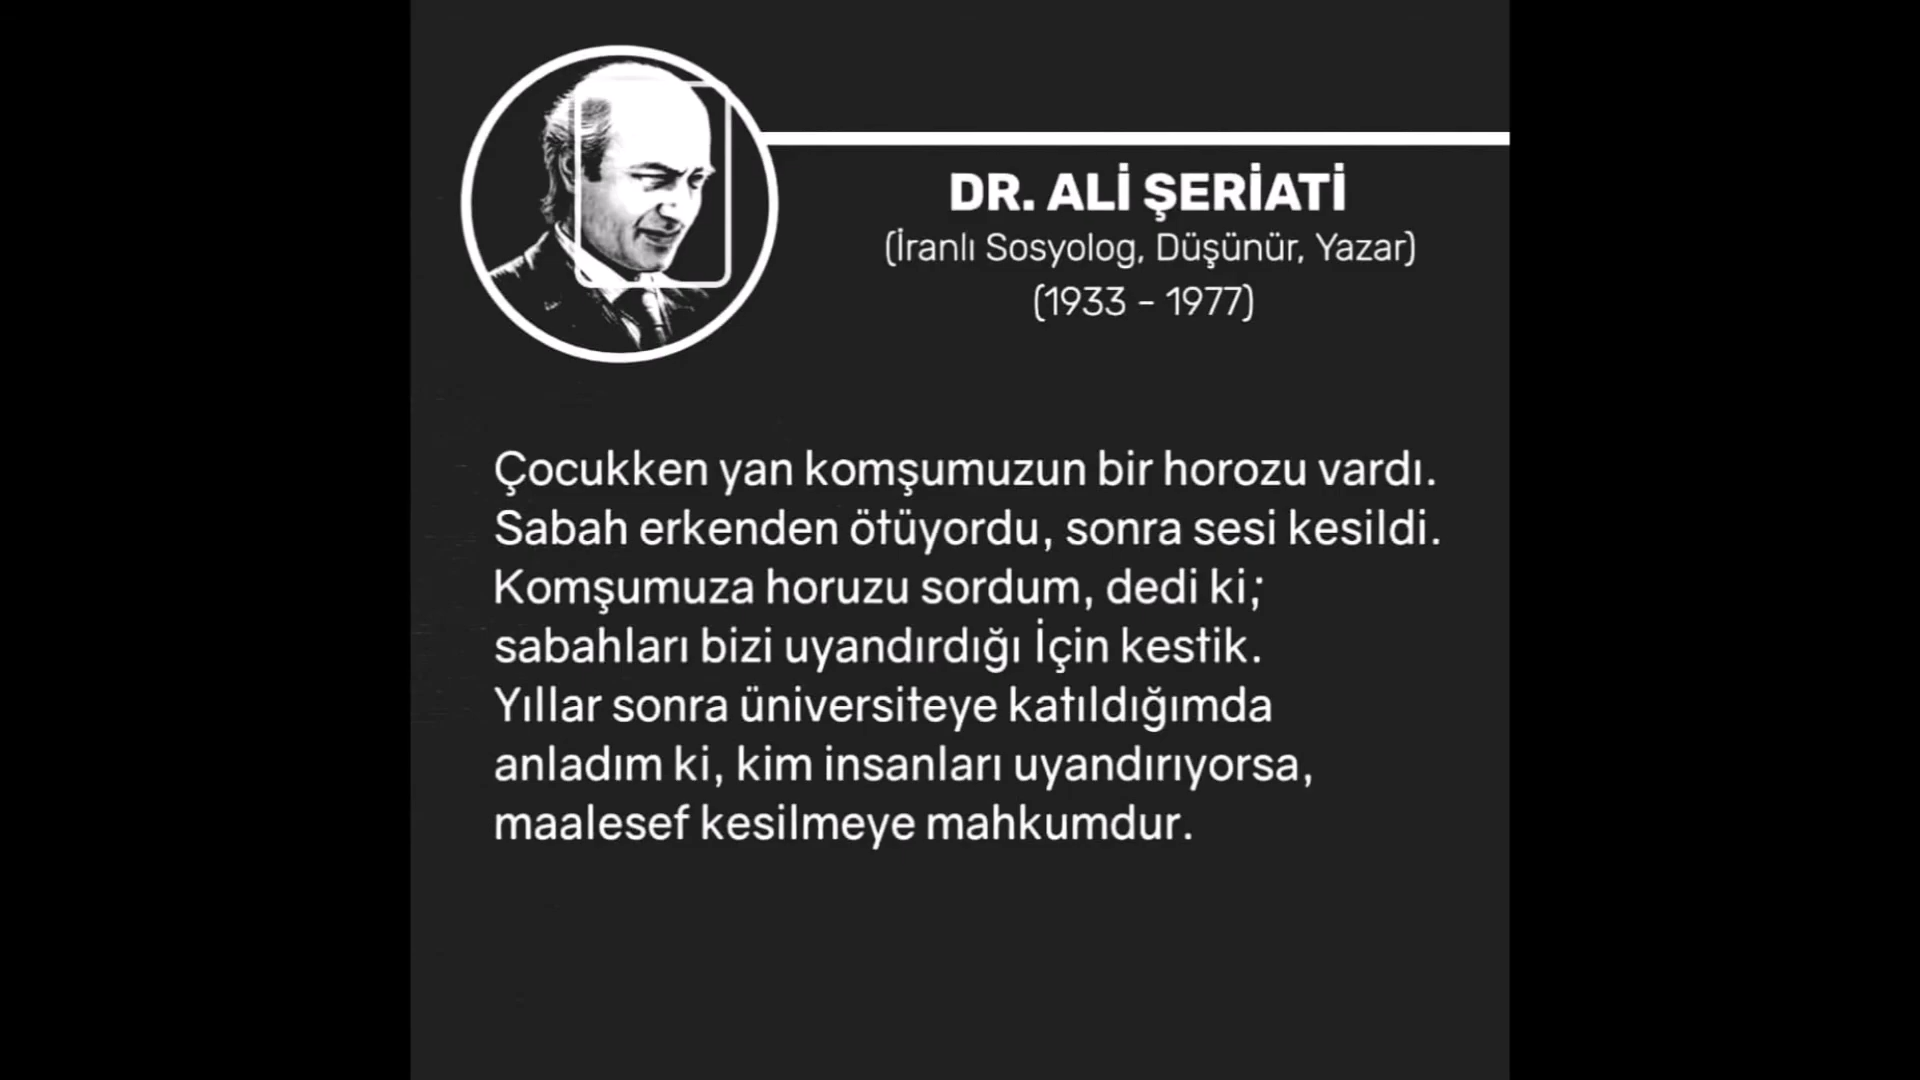 DR. ALİ ŞERİATİ
(İranlı Sosyolog, Düşünür, Yazar)
(1933 - 1977)
Çocukken yan komşumuzun bir horozu vardı.
Sabah erkenden ötüyordu, sonra sesi kesildi.
Komşumuza horuzu sordum, dedi ki;
sabahları bizi uyandırdığı İçin kestik.
Yıllar sonra üniversiteye katıldığımda
anladım ki, kim insanları uyandırıyorsa,
maalesef kesilmeye mahkumdur.